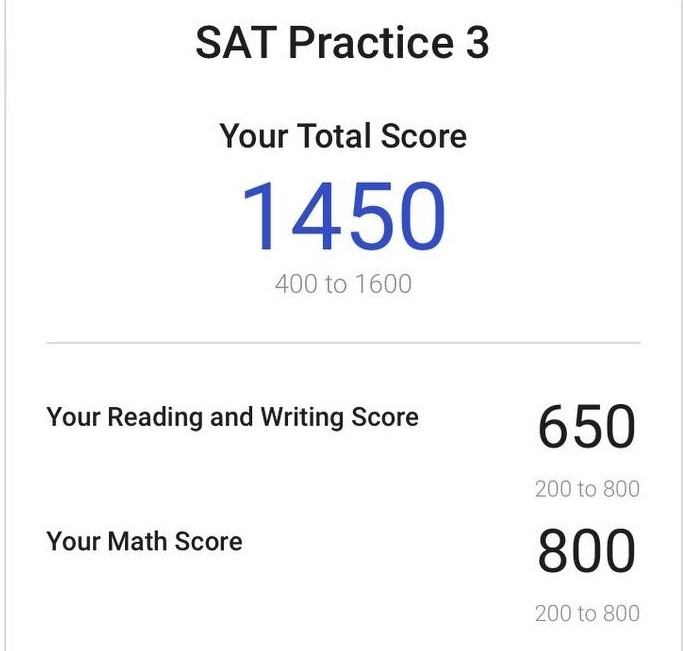 SAT Practice 3
Your Total Score
1450
400 to 1600
Your Reading and Writing Score 650
200 to 800
Your Math Score 800
200 to 800